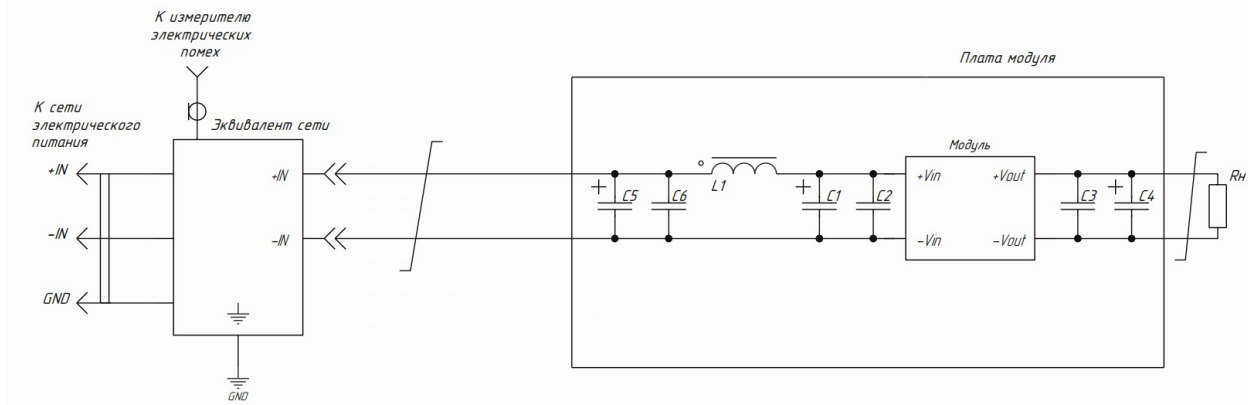 К измерителю
электрических
помех
Плата модуля
К сети
электрического
питания
Эквивалент сети
Модуль
+IN
+IN
L1
+Vin
+Vout
Rн
+
C5
C6
+
C1
C2
C3
+
C4
-IN
-IN
-Vin
-Vout
GND
GND